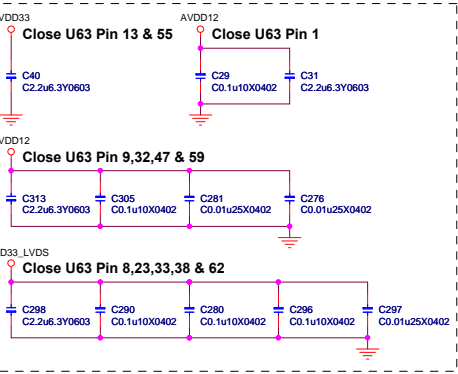 VDD33
AVDD12
Close U63 Pin 13 & 55
Close U63 Pin 1
C40
C2.2u6.3Y0603
C29
C0.1u10X0402
C31
C2.2u6.3Y0603
VDD12
Close U63 Pin 9,32,47 & 59
C313
C2.2u6.3Y0603
C305
C0.1u10X0402
C281
C0.01u25X0402
C276
C0.01u25X0402
D33_LVDS
Close U63 Pin 8,23,33,38 & 62
C298
C2.2u6.3Y0603
C290
C0.1u10X0402
C280
C0.1u10X0402
C296
C0.1u10X0402
C297
C0.01u25X0402